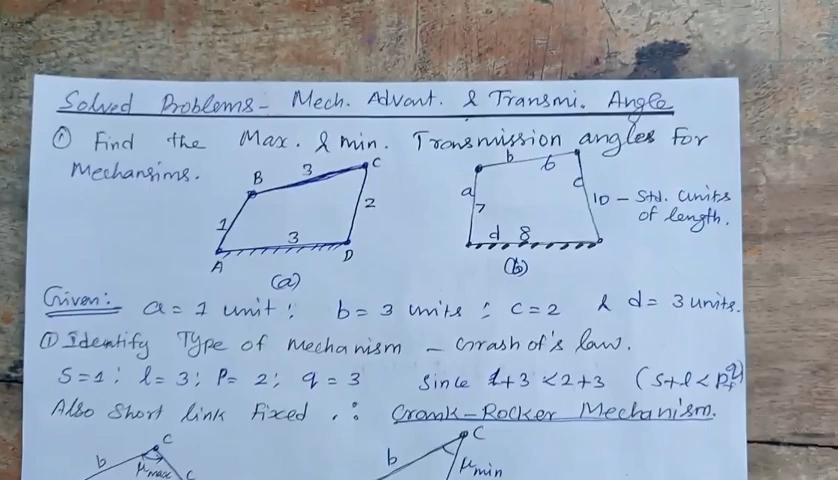 Solved Problems - Mech. Advant. & Transmi. Angle
① Find the Max. & min. Transmission angles for
Mechansims.
B 3 C
1 2
3
A D
(a)
b 6
a c
7 10 - Std. units
of length.
d 8
(b)
Given: a = 1 unit ; b = 3 units ; c = 2 & d = 3 units.
① Identify Type of mechanism - Grashof's law.
S=1 ; l=3 ; P=2 ; q=3 Since 1+3 < 2+3 (S+l < P+q)
Also Short link Fixed ∴ Crank-Rocker Mechanism.
C C
b μmax c b μmin